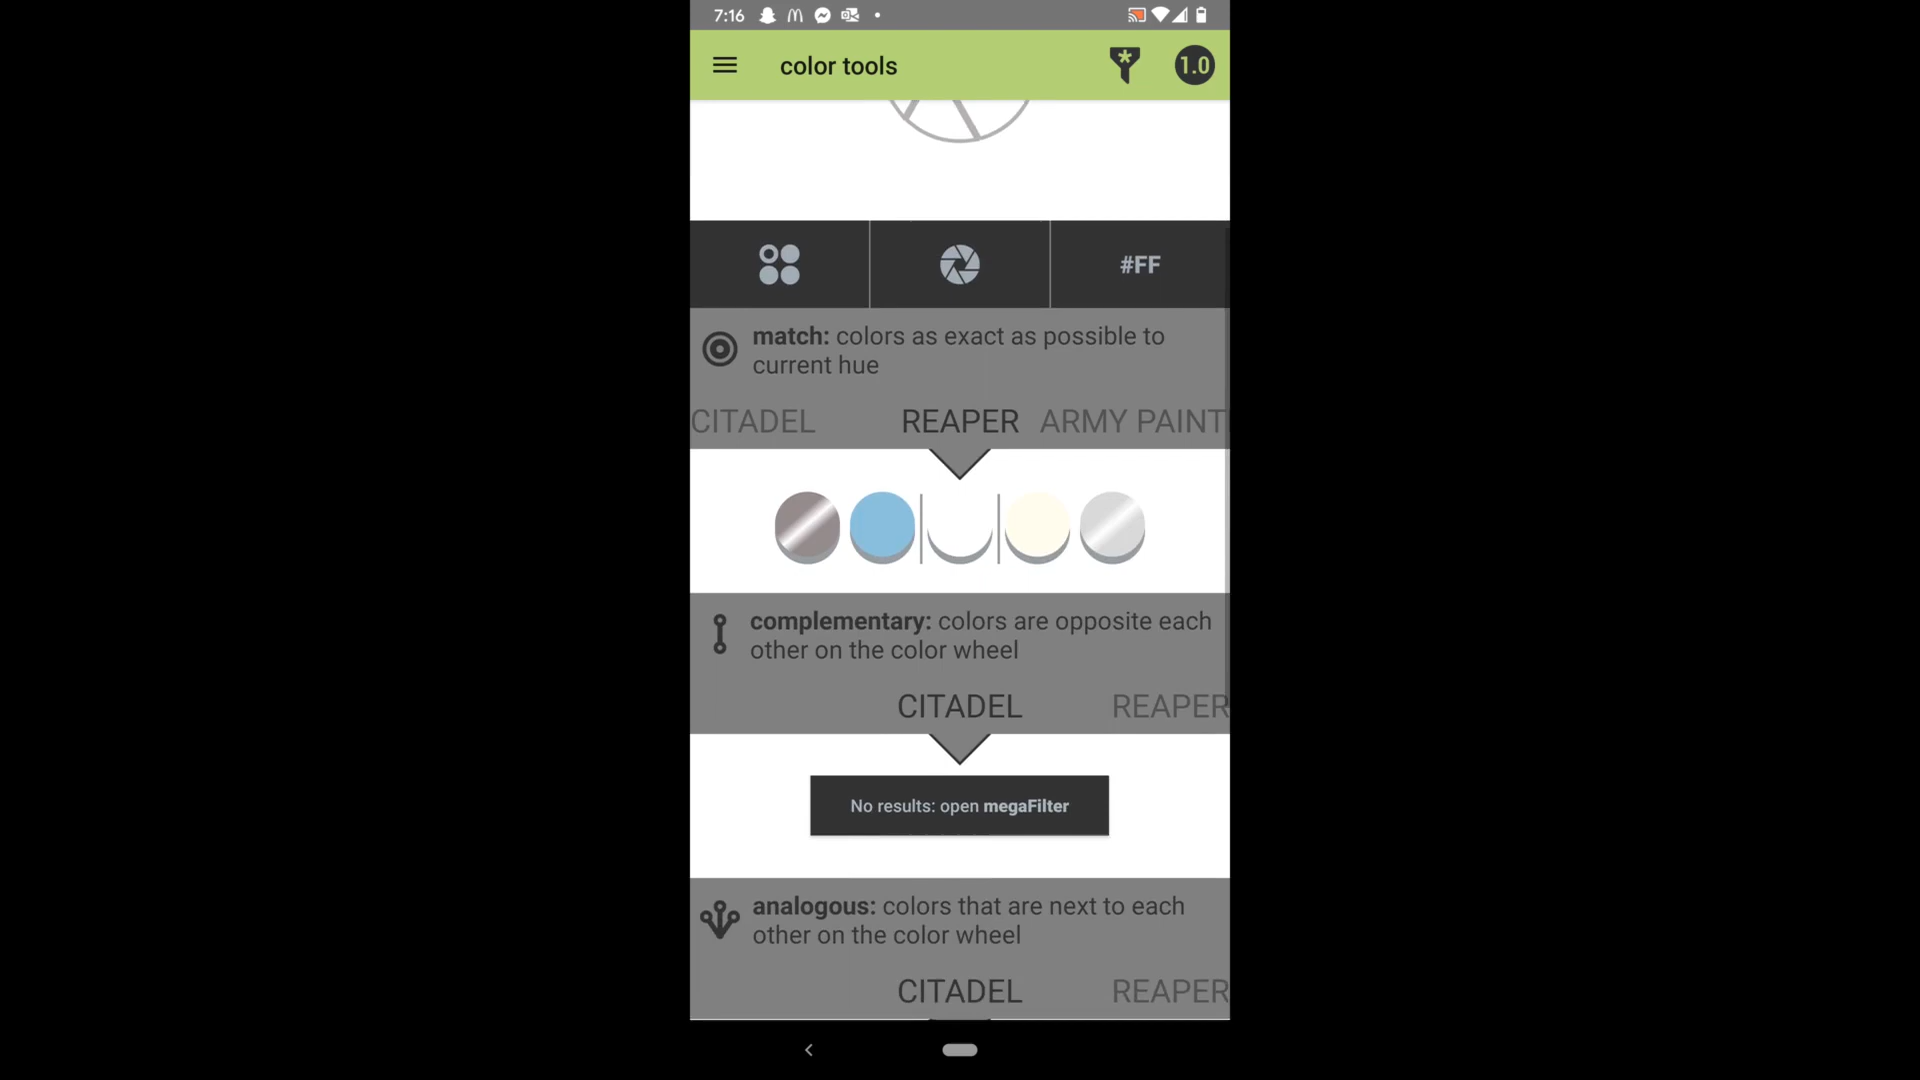 7:16
color tools
1.0
#FF
match: colors as exact as possible to
current hue
CITADEL REAPER ARMY PAINT
complementary: colors are opposite each
other on the color wheel
CITADEL REAPER
No results: open megaFilter
analogous: colors that are next to each
other on the color wheel
CITADEL REAPER